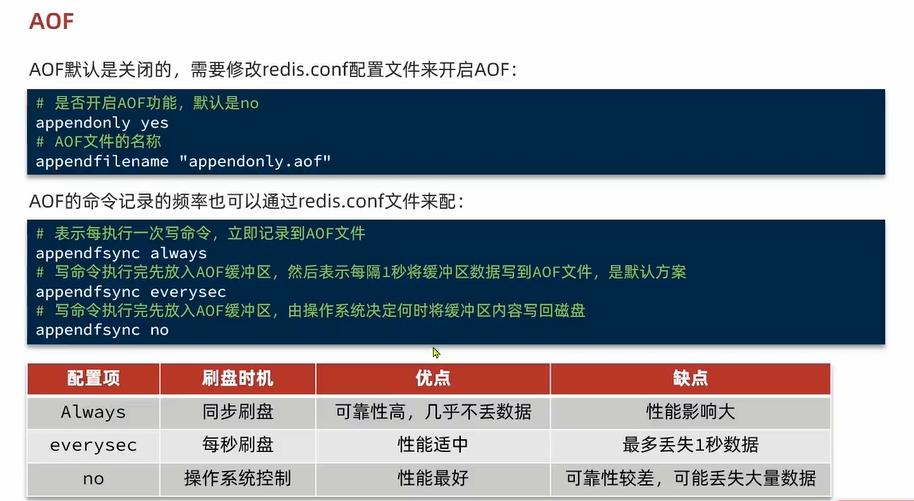 AOF
AOF默认是关闭的，需要修改redis.conf配置文件来开启AOF：
# 是否开启AOF功能，默认是no
appendonly yes
# AOF文件的名称
appendfilename "appendonly.aof"
AOF的命令记录的频率也可以通过redis.conf文件来配：
# 表示每执行一次写命令，立即记录到AOF文件
appendfsync always
# 写命令执行完先放入AOF缓冲区，然后表示每隔1秒将缓冲区数据写到AOF文件，是默认方案
appendfsync everysec
# 写命令执行完先放入AOF缓冲区，由操作系统决定何时将缓冲区内容写回磁盘
appendfsync no
配置项 刷盘时机 优点 缺点
Always 同步刷盘 可靠性高，几乎不丢数据 性能影响大
everysec 每秒刷盘 性能适中 最多丢失1秒数据
no 操作系统控制 性能最好 可靠性较差，可能丢失大量数据